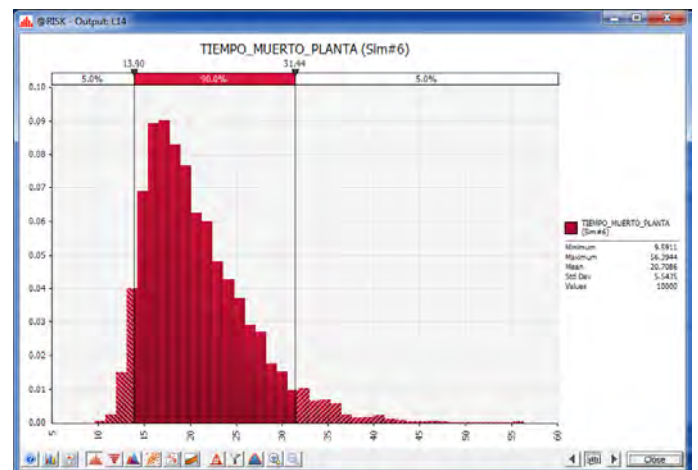 @RISK - Output: L14
TIEMPO_MUERTO_PLANTA (Sim#6)
13.90 31.44
5.0% 90.0% 5.0%
0.10
0.09
0.08
0.07
0.06
0.05
0.04
0.03
0.02
0.01
0.00
5 10 15 20 25 30 35 40 45 50 55 60
TIEMPO_MUERTO_PLANTA
(Sim#6)
Minimum 9.5911
Maximum 56.3944
Mean 20.7086
Std Dev 5.5435
Values 10000
Close